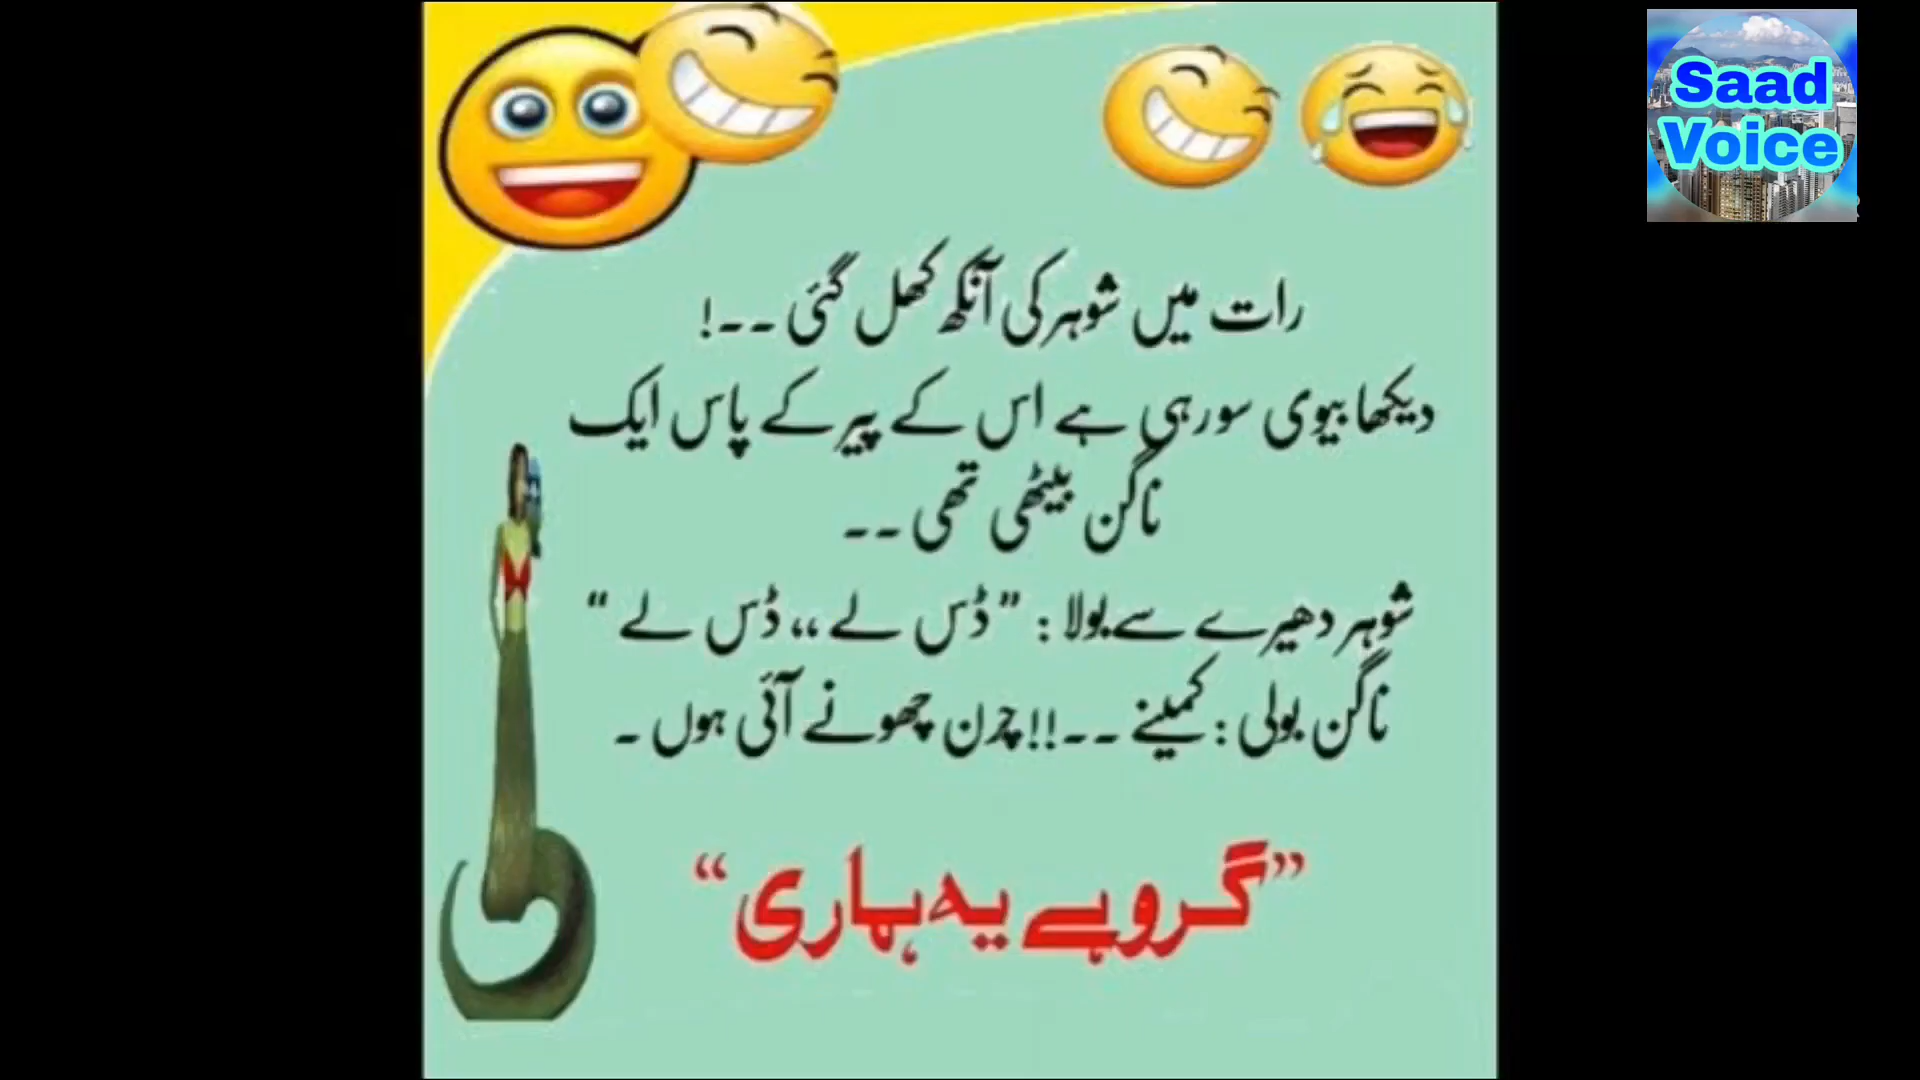 رات میں شوہر کی آنکھ کھل گئی ۔۔!
دیکھا بیوی سو رہی ہے اس کے پیر کے پاس ایک
ناگن بیٹھی تھی ۔۔
شوہر دھیرے سے بولا : ”ڈس لے ،، ڈس لے “
ناگن بولی : کمینے ۔۔!! چرن چھونے آئی ہوں ۔
”گرو ہے یہ ہماری“
Saad
Voice